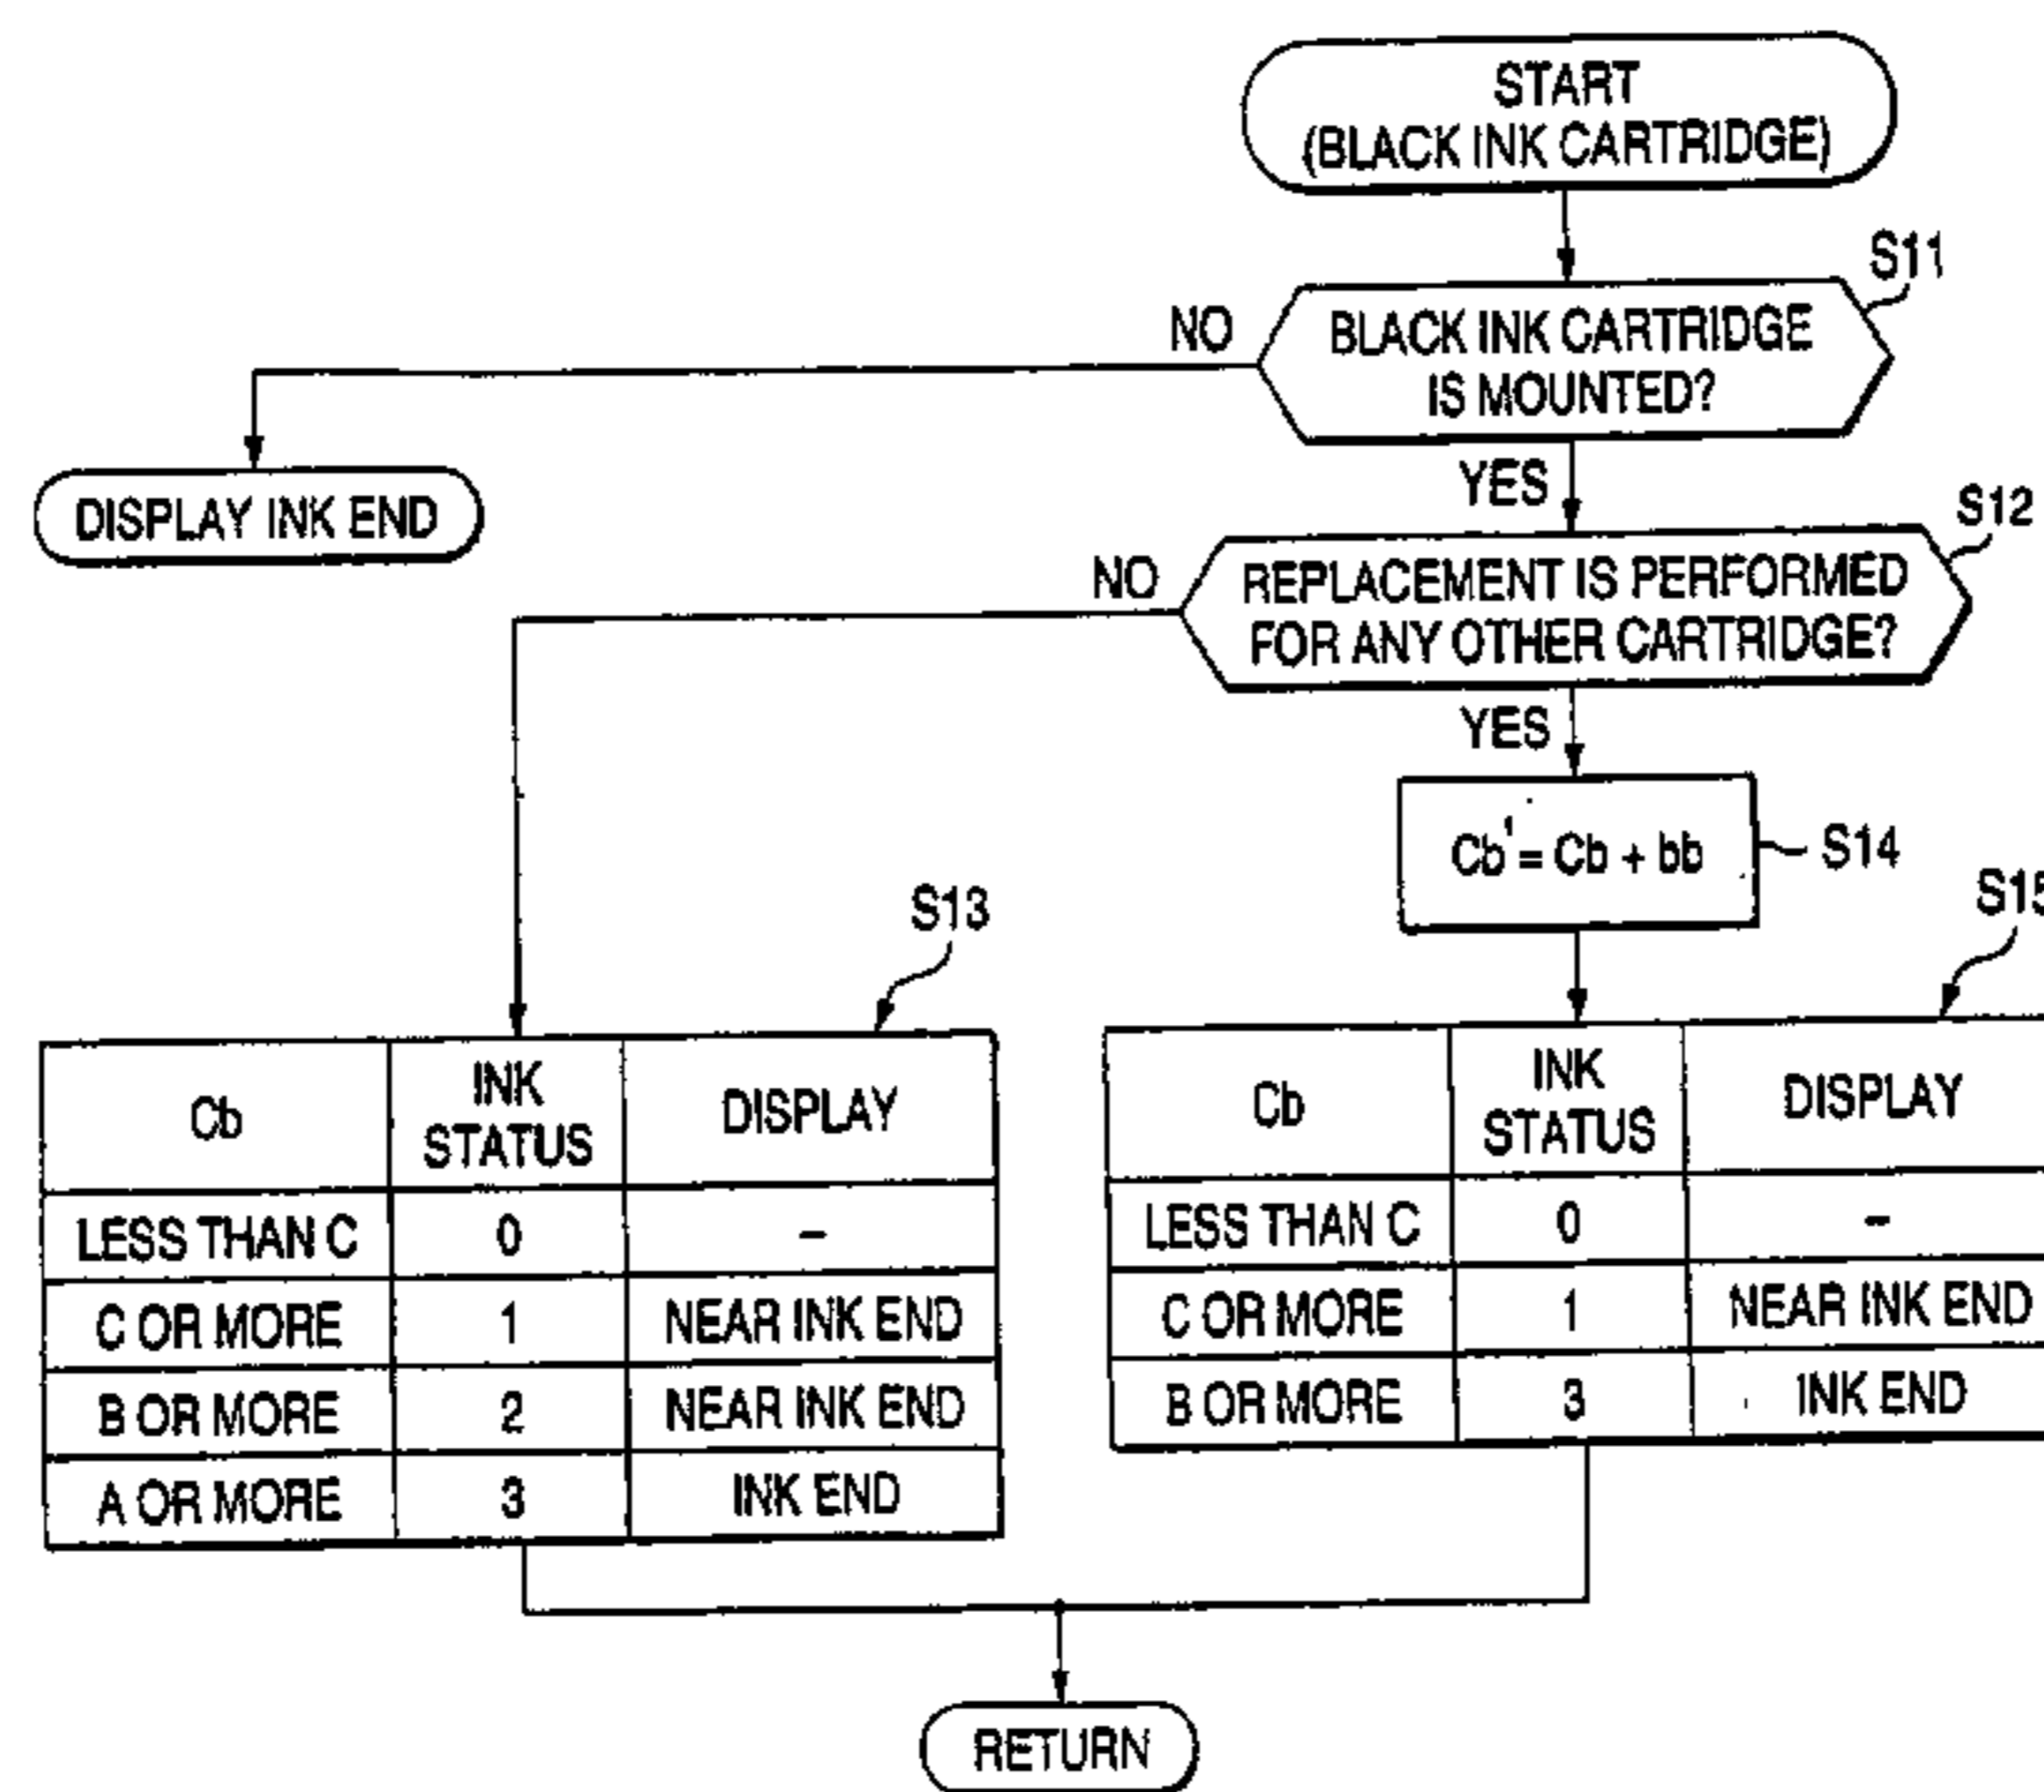 START
(BLACK INK CARTRIDGE)
S11
NO
BLACK INK CARTRIDGE
IS MOUNTED?
YES
DISPLAY INK END
S12
NO
REPLACEMENT IS PERFORMED
FOR ANY OTHER CARTRIDGE?
YES
Cb' = Cb + bb
S14
S13
S15
Cb
INK
STATUS
DISPLAY
LESS THAN C
0
–
C OR MORE
1
NEAR INK END
B OR MORE
2
NEAR INK END
A OR MORE
3
INK END
Cb
INK
STATUS
DISPLAY
LESS THAN C
0
–
C OR MORE
1
NEAR INK END
B OR MORE
3
INK END
RETURN